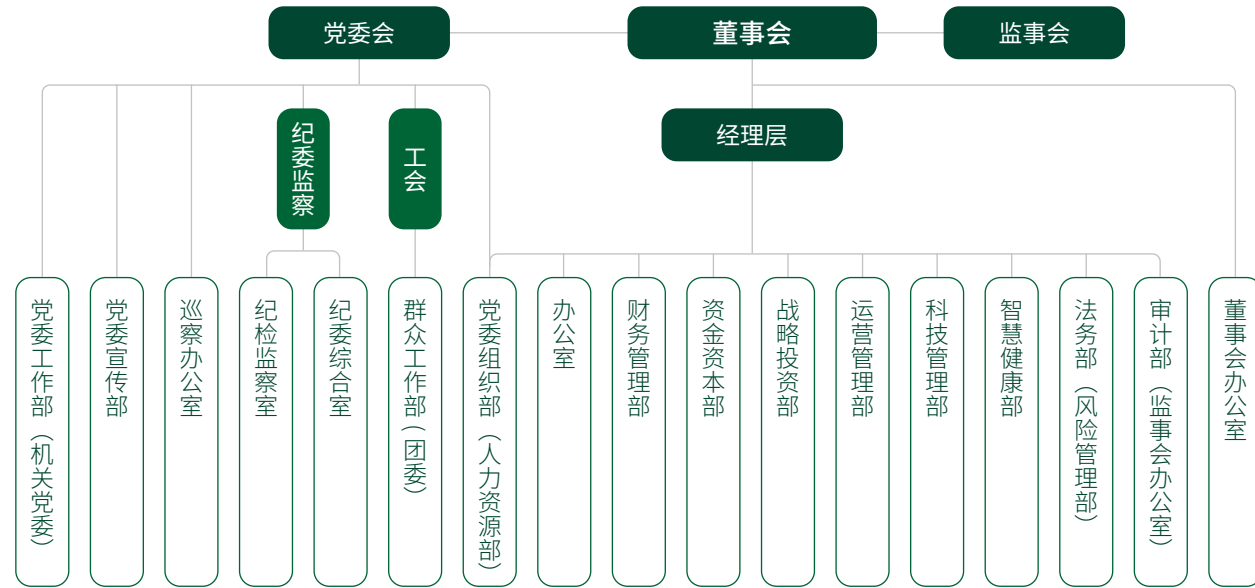 党委会
董事会
监事会
经理层
纪委监察
工会
党委工作部（机关党委）
党委宣传部
巡察办公室
纪检监察室
纪委综合室
群众工作部（团委）
党委组织部（人力资源部）
办公室
财务管理部
资金资本部
战略投资部
运营管理部
科技管理部
智慧健康部
法务部（风险管理部）
审计部（监事会办公室）
董事会办公室